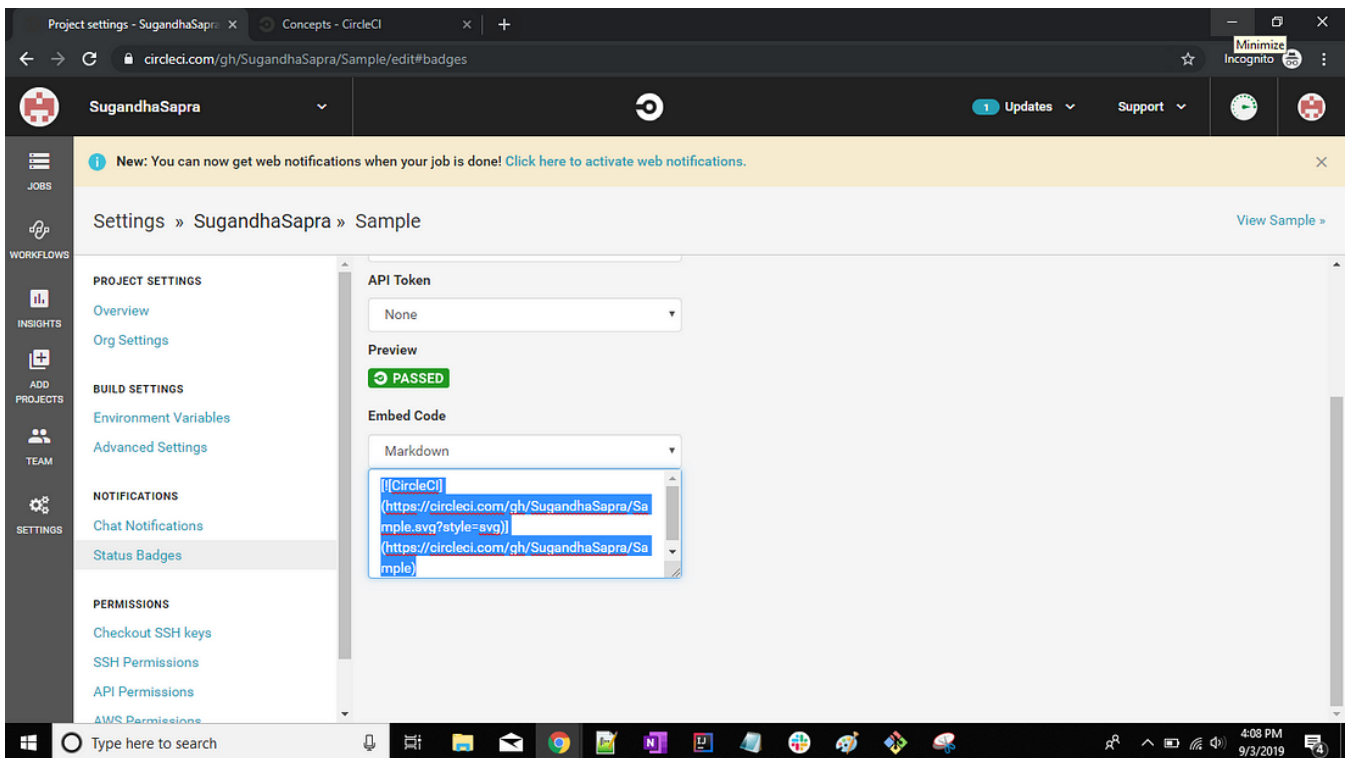 Project settings - SugandhaSapra
Concepts - CircleCI
Minimize
circleci.com/gh/SugandhaSapra/Sample/edit#badges
Incognito
SugandhaSapra
1 Updates
Support
New: You can now get web notifications when your job is done! Click here to activate web notifications.
JOBS
WORKFLOWS
INSIGHTS
ADD
PROJECTS
TEAM
SETTINGS
Settings » SugandhaSapra » Sample
View Sample »
PROJECT SETTINGS
Overview
Org Settings
BUILD SETTINGS
Environment Variables
Advanced Settings
NOTIFICATIONS
Chat Notifications
Status Badges
PERMISSIONS
Checkout SSH keys
SSH Permissions
API Permissions
AWS Permissions
API Token
None
Preview
PASSED
Embed Code
Markdown
[![CircleCI]
(https://circleci.com/gh/SugandhaSapra/Sa
mple.svg?style=svg)]
(https://circleci.com/gh/SugandhaSapra/Sa
mple)
Type here to search
4:08 PM
9/3/2019
4